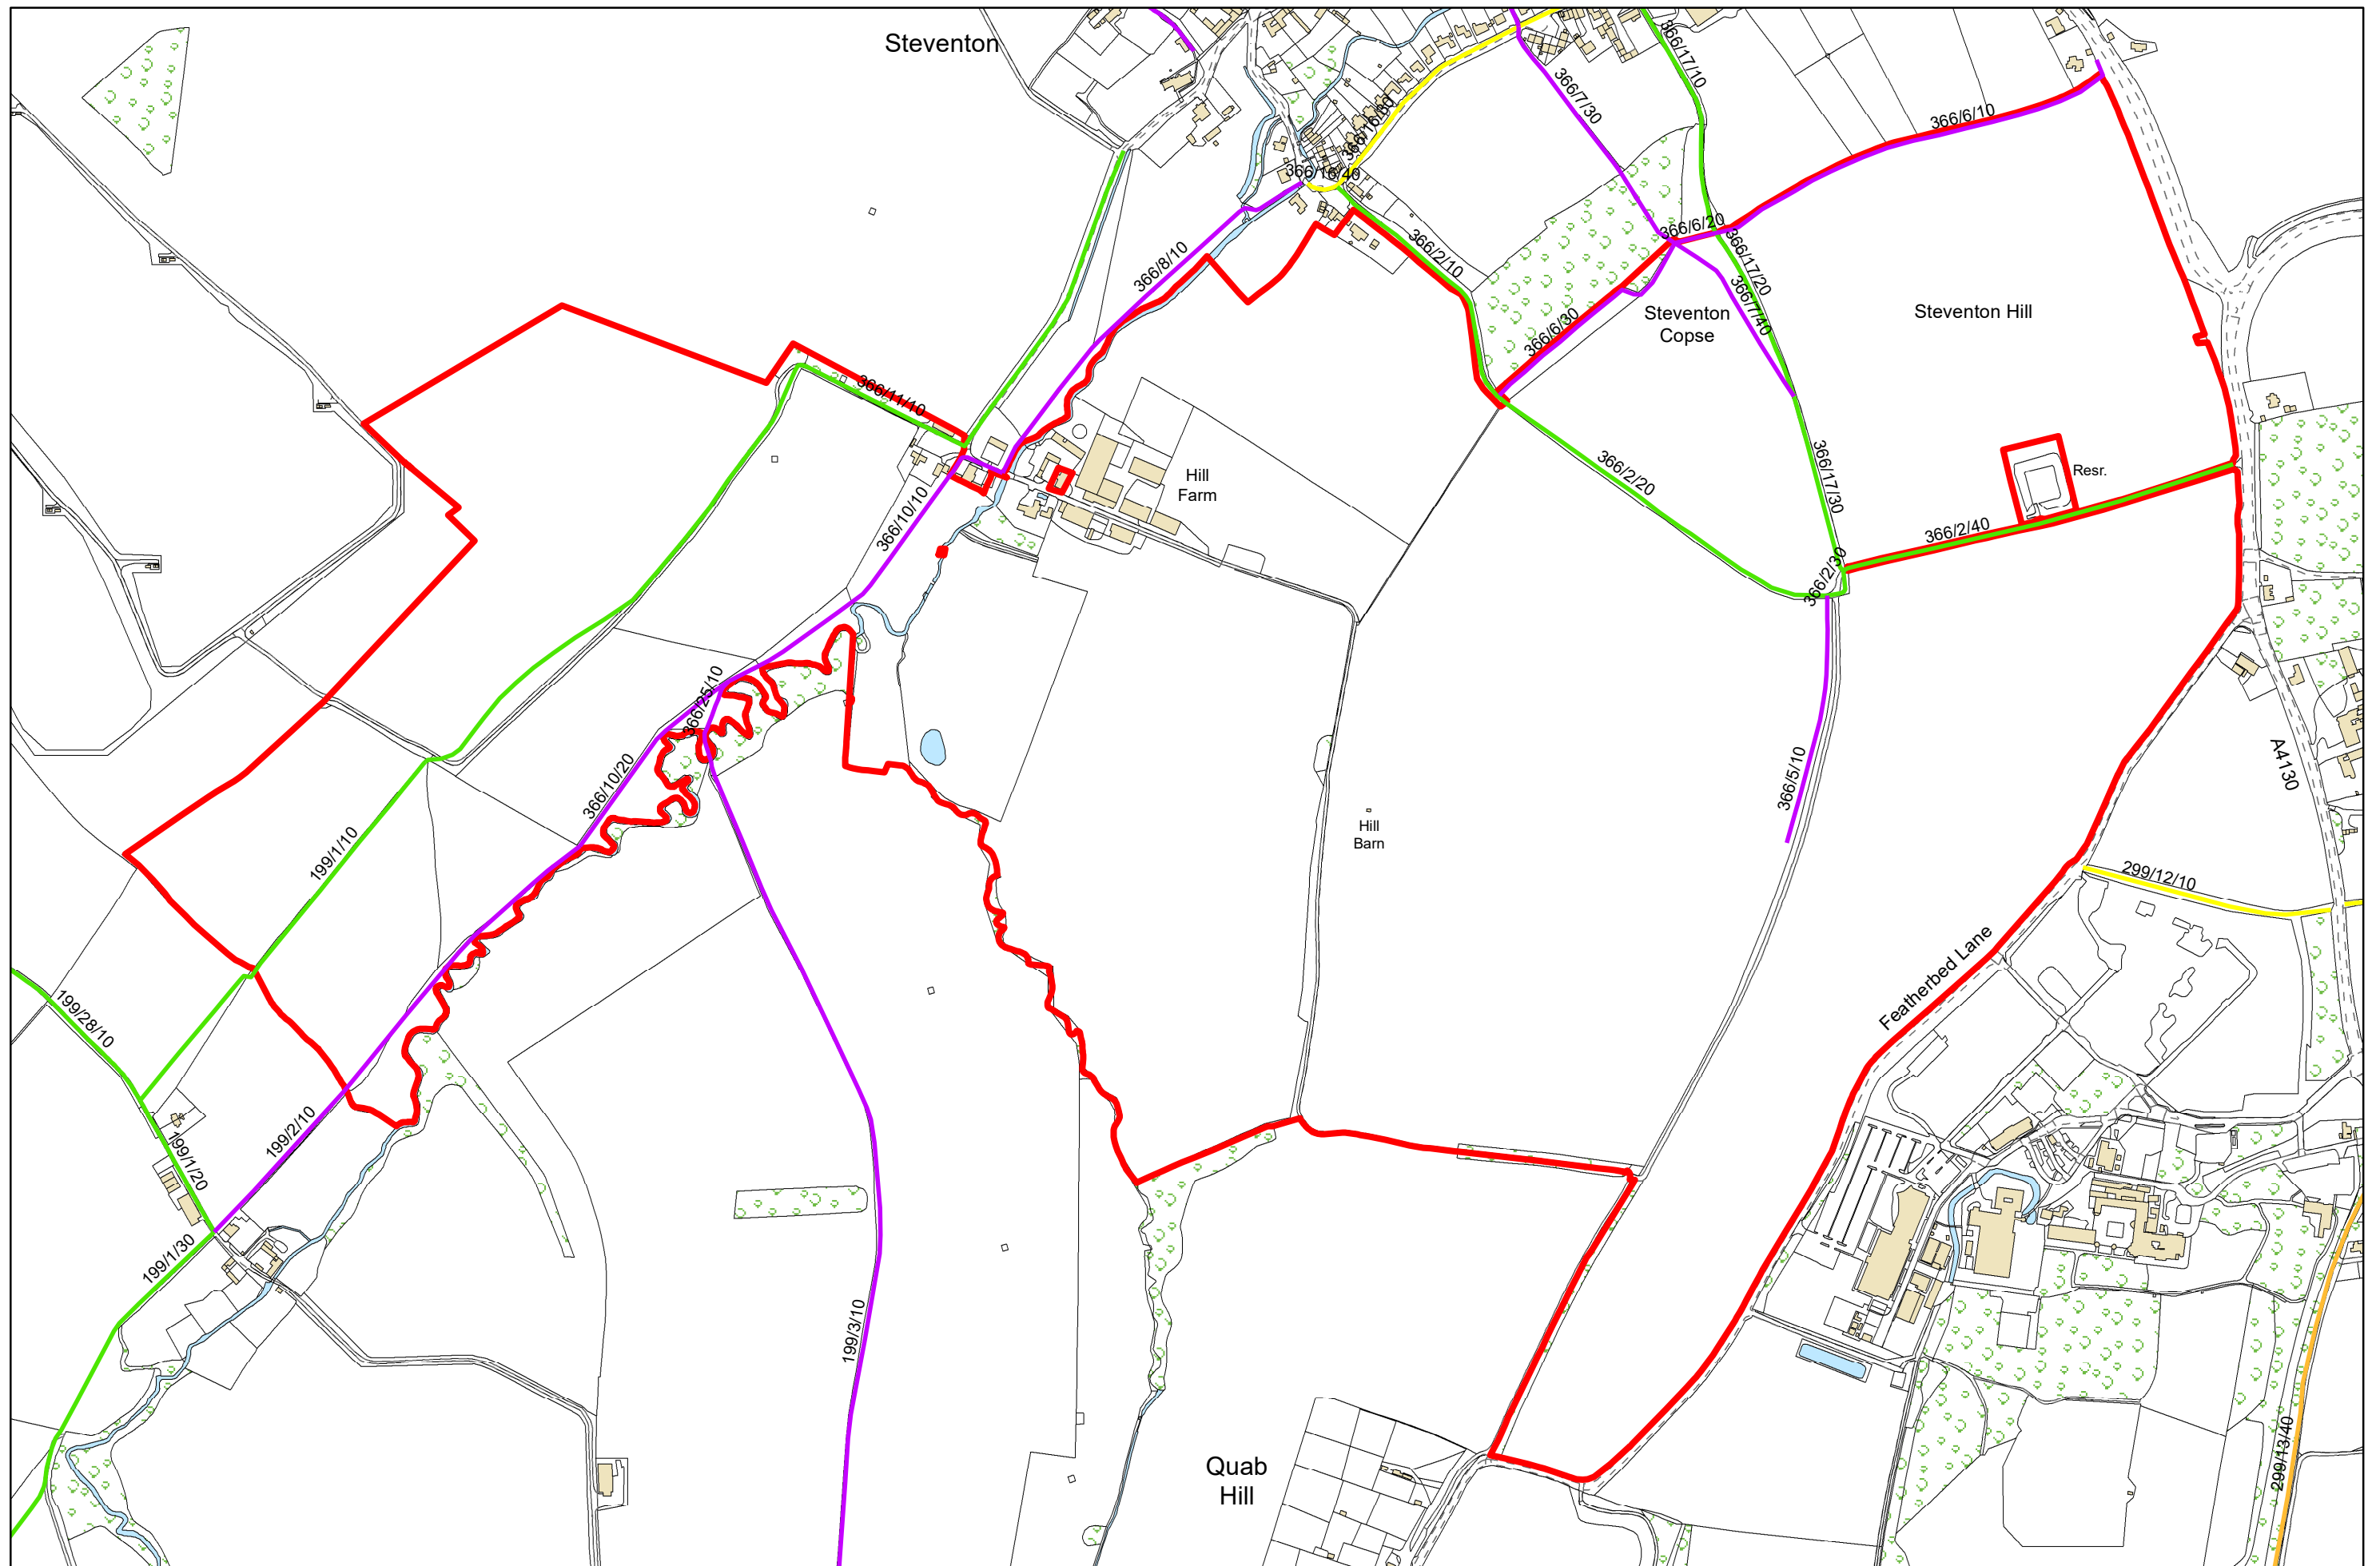 Steventon
366/17/10
366/7/30
366/16/30
366/6/10
366/16/40
366/6/20
366/2/10
366/17/20
366/8/10
366/7/40
Steventon
Copse
Steventon Hill
366/6/30
366/11/10
366/2/20
366/17/30
Resr.
Hill
Farm
366/10/10
366/2/40
366/2/30
366/25/10
366/10/20
366/5/10
A4130
Hill
Barn
199/1/10
299/12/10
Featherbed Lane
199/28/10
199/2/10
199/1/20
199/1/30
199/3/10
Quab
Hill
299/13/40